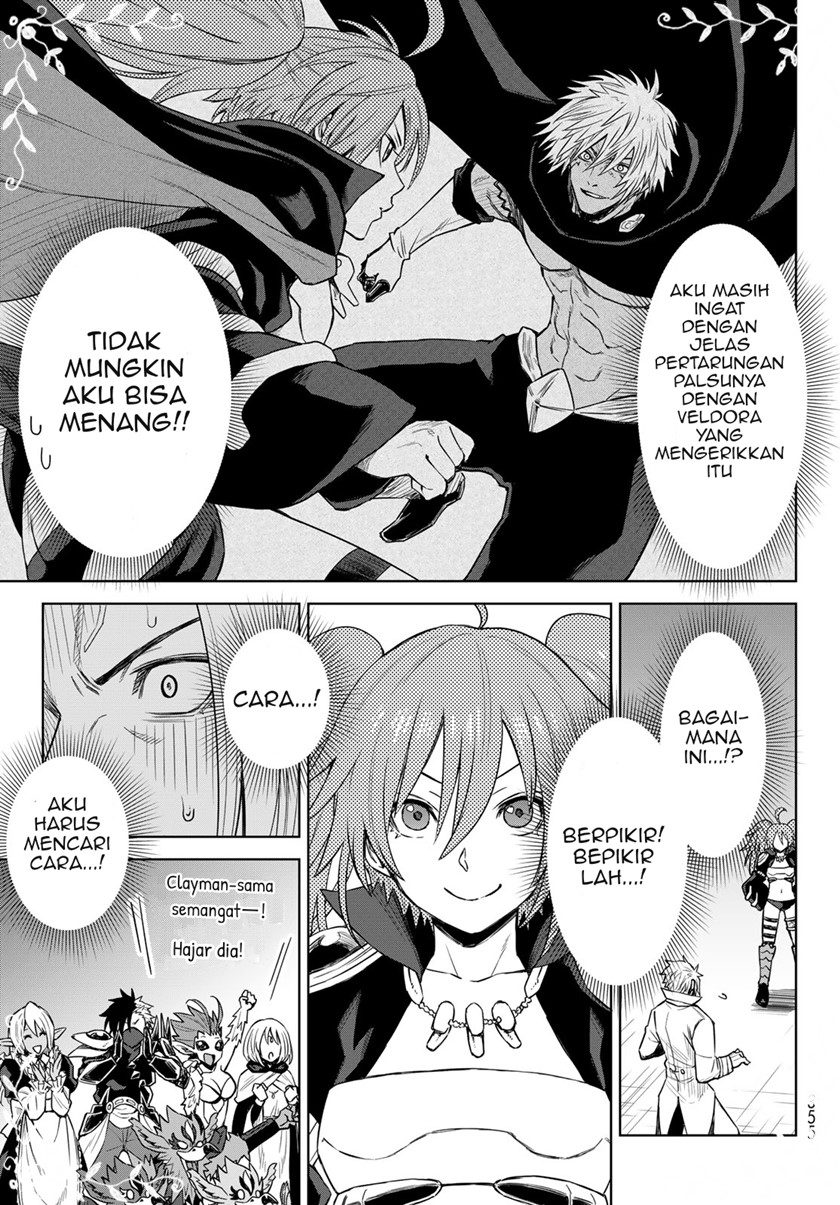 AKU MASIH
INGAT
DENGAN
JELAS
PERTARUNGAN
PALSUNYA
DENGAN
VELDORA
YANG
MENGERIKKAN
ITU
TIDAK
MUNGKIN
AKU BISA
MENANG!!
BAGAI-
MANA
INI...!?
BERPIKIR!
BEPIKIR
LAH...!
CARA...!
AKU
HARUS
MENCARI
CARA...!
Clayman-sama
semangat—!
Hajar dia!